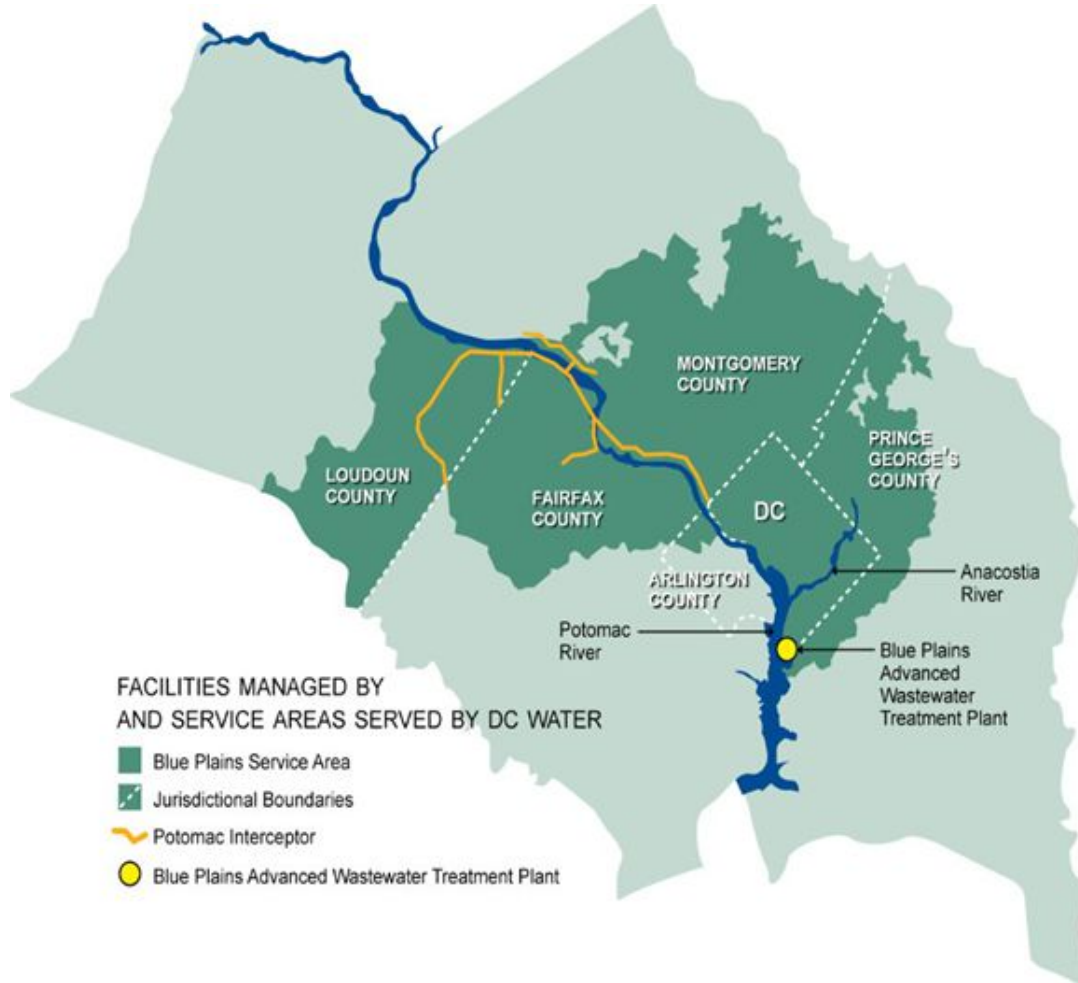 MONTGOMERY
COUNTY
PRINCE
GEORGE'S
COUNTY
LOUDOUN
COUNTY
FAIRFAX
COUNTY
DC
ARLINGTON
COUNTY
Anacostia
River
Potomac
River
Blue Plains
Advanced
Wastewater
Treatment Plant
FACILITIES MANAGED BY
AND SERVICE AREAS SERVED BY DC WATER
Blue Plains Service Area
Jurisdictional Boundaries
Potomac Interceptor
Blue Plains Advanced Wastewater Treatment Plant